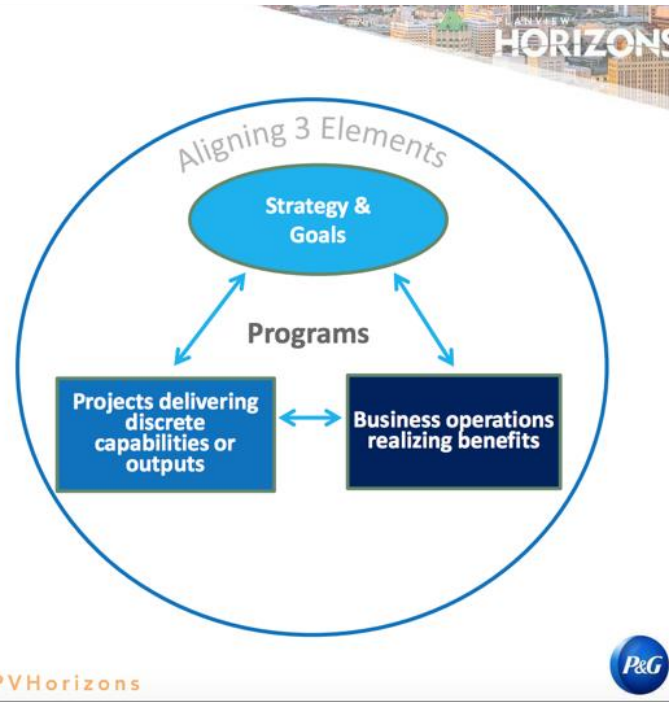 PLANVIEW
HORIZONS
Aligning 3 Elements
Strategy &
Goals
Programs
Projects delivering
discrete
capabilities or
outputs
Business operations
realizing benefits
PVHorizons
P&G